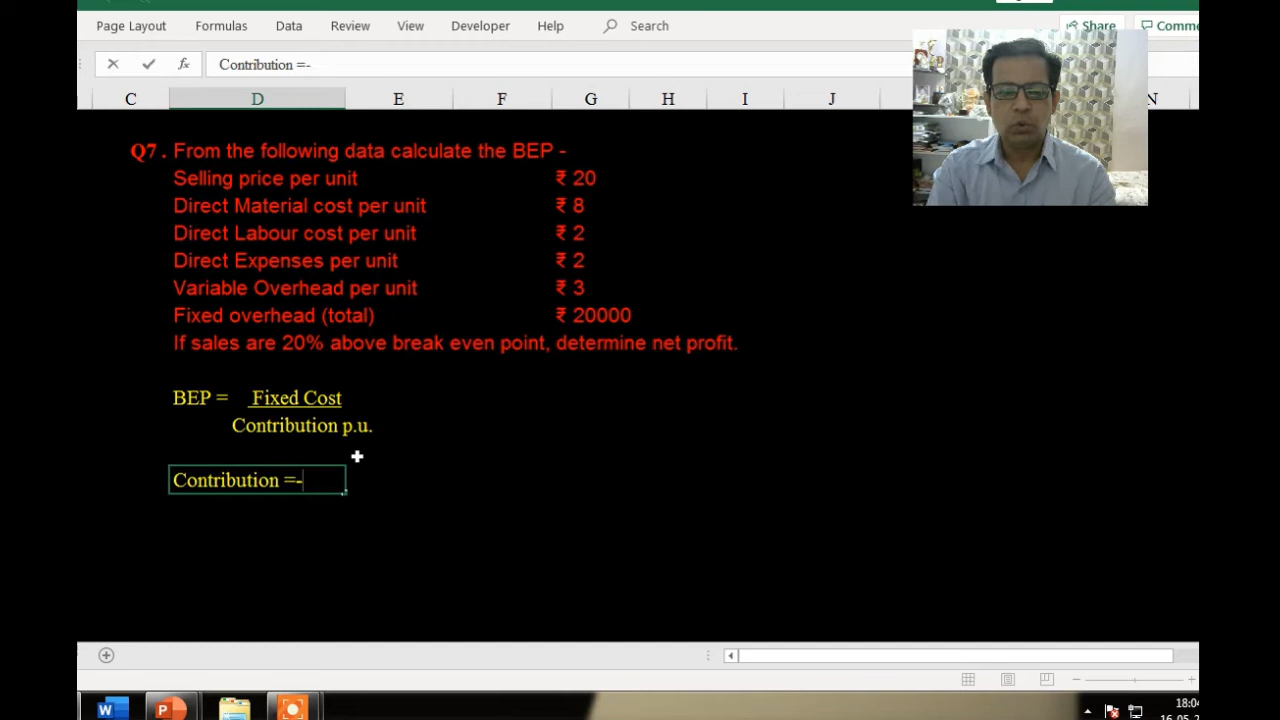 Page Layout Formulas Data Review View Developer Help Search Share Comme
fx Contribution =-
C D E F G H I J N
Q7 . From the following data calculate the BEP -
Selling price per unit ₹ 20
Direct Material cost per unit ₹ 8
Direct Labour cost per unit ₹ 2
Direct Expenses per unit ₹ 2
Variable Overhead per unit ₹ 3
Fixed overhead (total) ₹ 20000
If sales are 20% above break even point, determine net profit.
BEP = Fixed Cost
Contribution p.u.
Contribution =-
W P 18:04